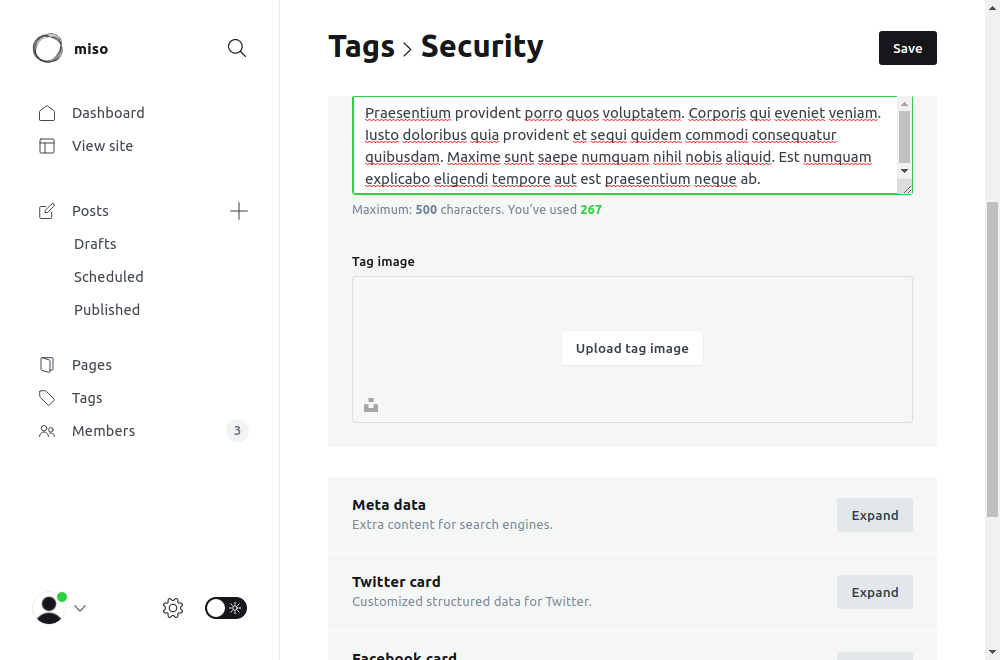 miso
Dashboard
View site
Posts
Drafts
Scheduled
Published
Pages
Tags
Members 3
Tags
Security
Save
Praesentium provident porro quos voluptatem. Corporis qui eveniet veniam.
Iusto doloribus quia provident et sequi quidem commodi consequatur
quibusdam. Maxime sunt saepe numquam nihil nobis aliquid. Est numquam
explicabo eligendi tempore aut est praesentium neque ab.
Maximum: 500 characters. You’ve used 267
Tag image
Upload tag image
Meta data
Extra content for search engines.
Expand
Twitter card
Customized structured data for Twitter.
Expand
Facebook card